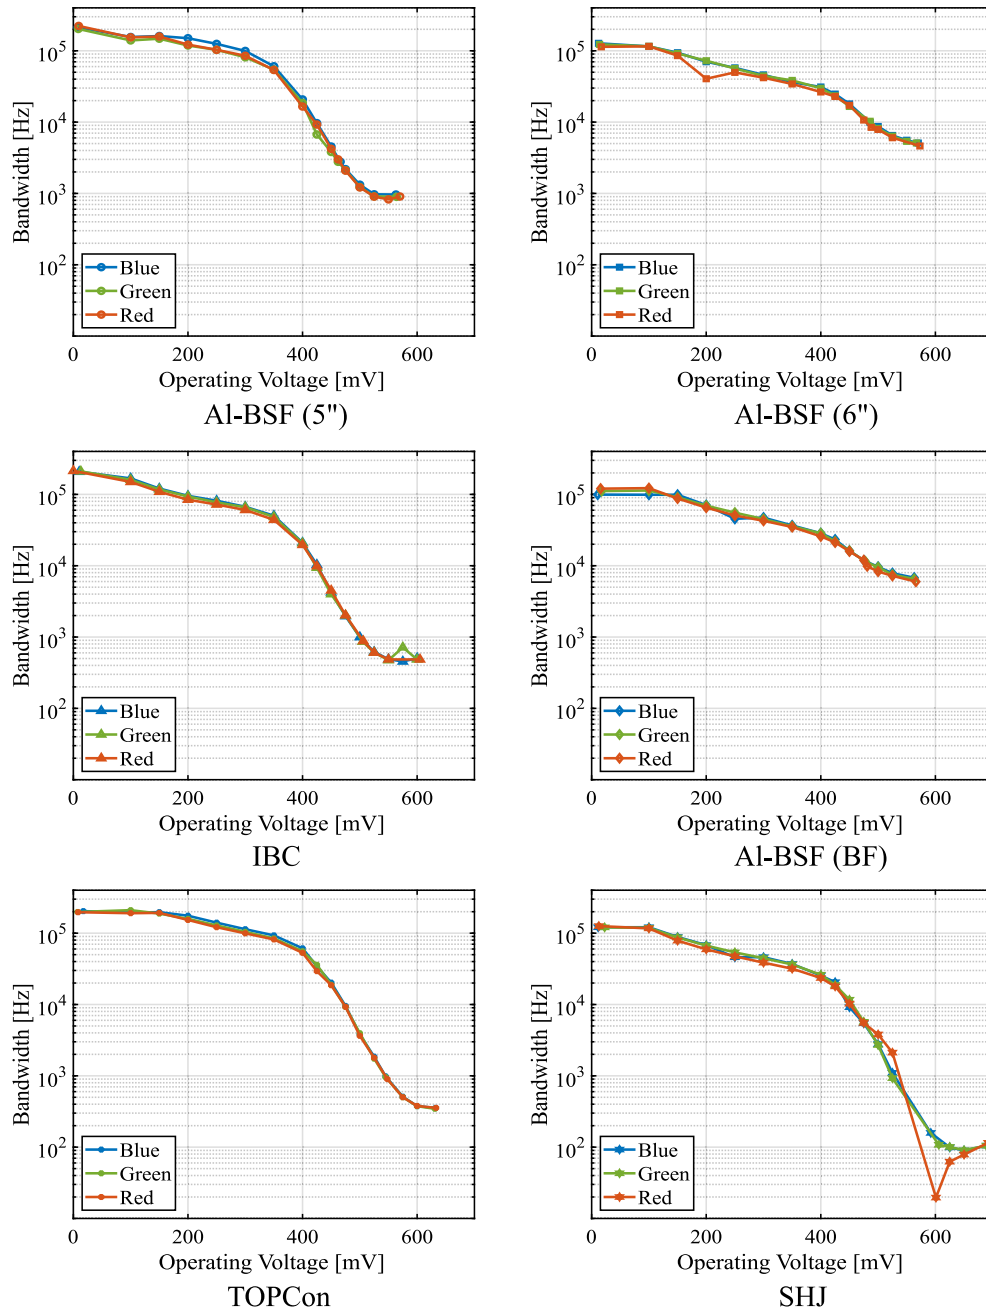 10^5
10^4
10^3
10^2
Bandwidth [Hz]
Blue
Green
Red
0 200 400 600
Operating Voltage [mV]
Al-BSF (5")
10^5
10^4
10^3
10^2
Bandwidth [Hz]
Blue
Green
Red
0 200 400 600
Operating Voltage [mV]
Al-BSF (6")
10^5
10^4
10^3
10^2
Bandwidth [Hz]
Blue
Green
Red
0 200 400 600
Operating Voltage [mV]
IBC
10^5
10^4
10^3
10^2
Bandwidth [Hz]
Blue
Green
Red
0 200 400 600
Operating Voltage [mV]
Al-BSF (BF)
10^5
10^4
10^3
10^2
Bandwidth [Hz]
Blue
Green
Red
0 200 400 600
Operating Voltage [mV]
TOPCon
10^5
10^4
10^3
10^2
Bandwidth [Hz]
Blue
Green
Red
0 200 400 600
Operating Voltage [mV]
SHJ